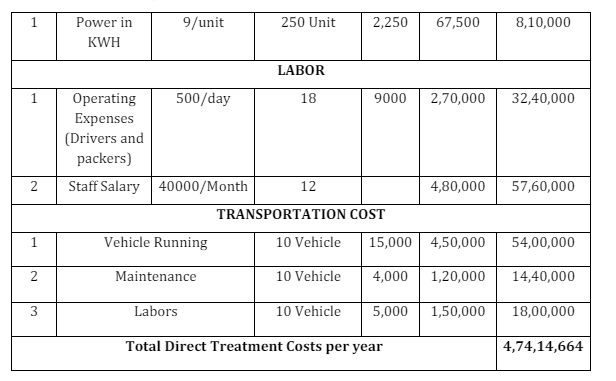 1 Power in KWH 9/unit 250 Unit 2,250 67,500 8,10,000
LABOR
1 Operating Expenses (Drivers and packers) 500/day 18 9000 2,70,000 32,40,000
2 Staff Salary 40000/Month 12 4,80,000 57,60,000
TRANSPORTATION COST
1 Vehicle Running 10 Vehicle 15,000 4,50,000 54,00,000
2 Maintenance 10 Vehicle 4,000 1,20,000 14,40,000
3 Labors 10 Vehicle 5,000 1,50,000 18,00,000
Total Direct Treatment Costs per year 4,74,14,664